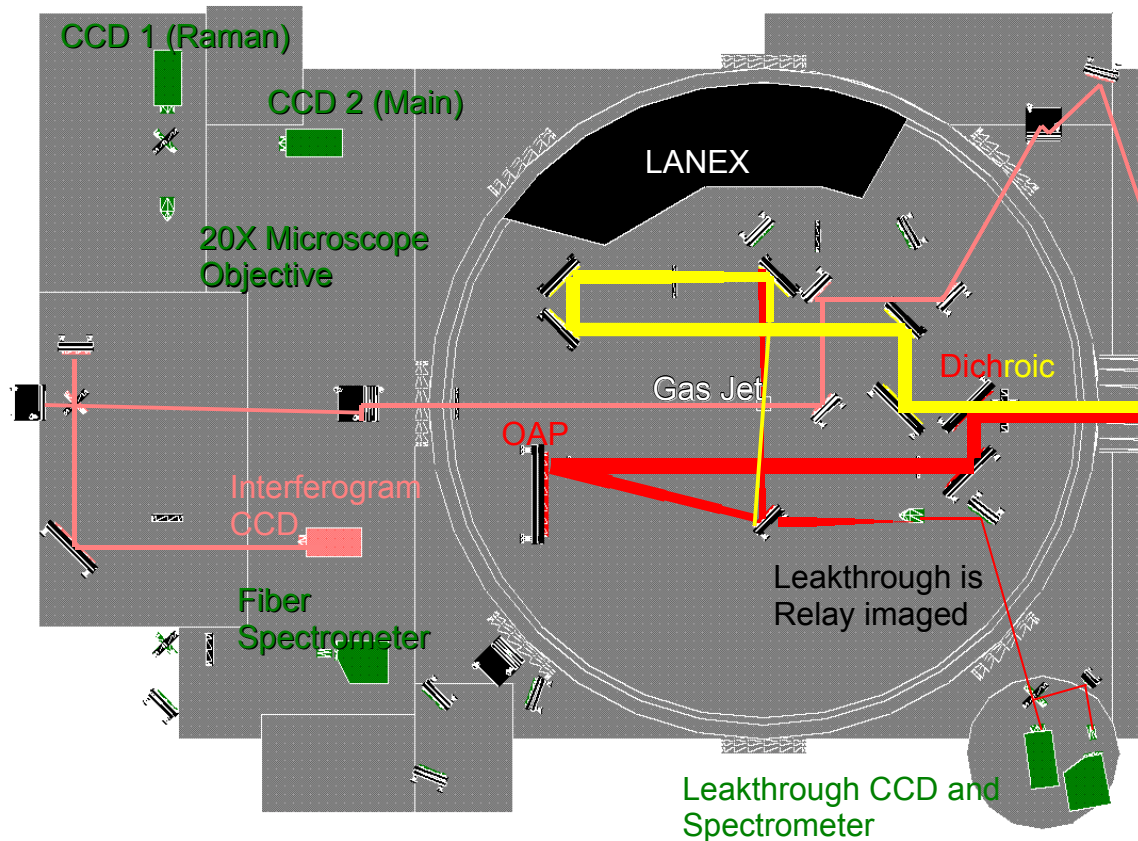 CCD 1 (Raman)
CCD 2 (Main)
LANEX
20X Microscope
Objective
Dichroic
Gas Jet
OAP
Interferogram
CCD
Leakthrough is
Relay imaged
Fiber
Spectrometer
Leakthrough CCD and
Spectrometer